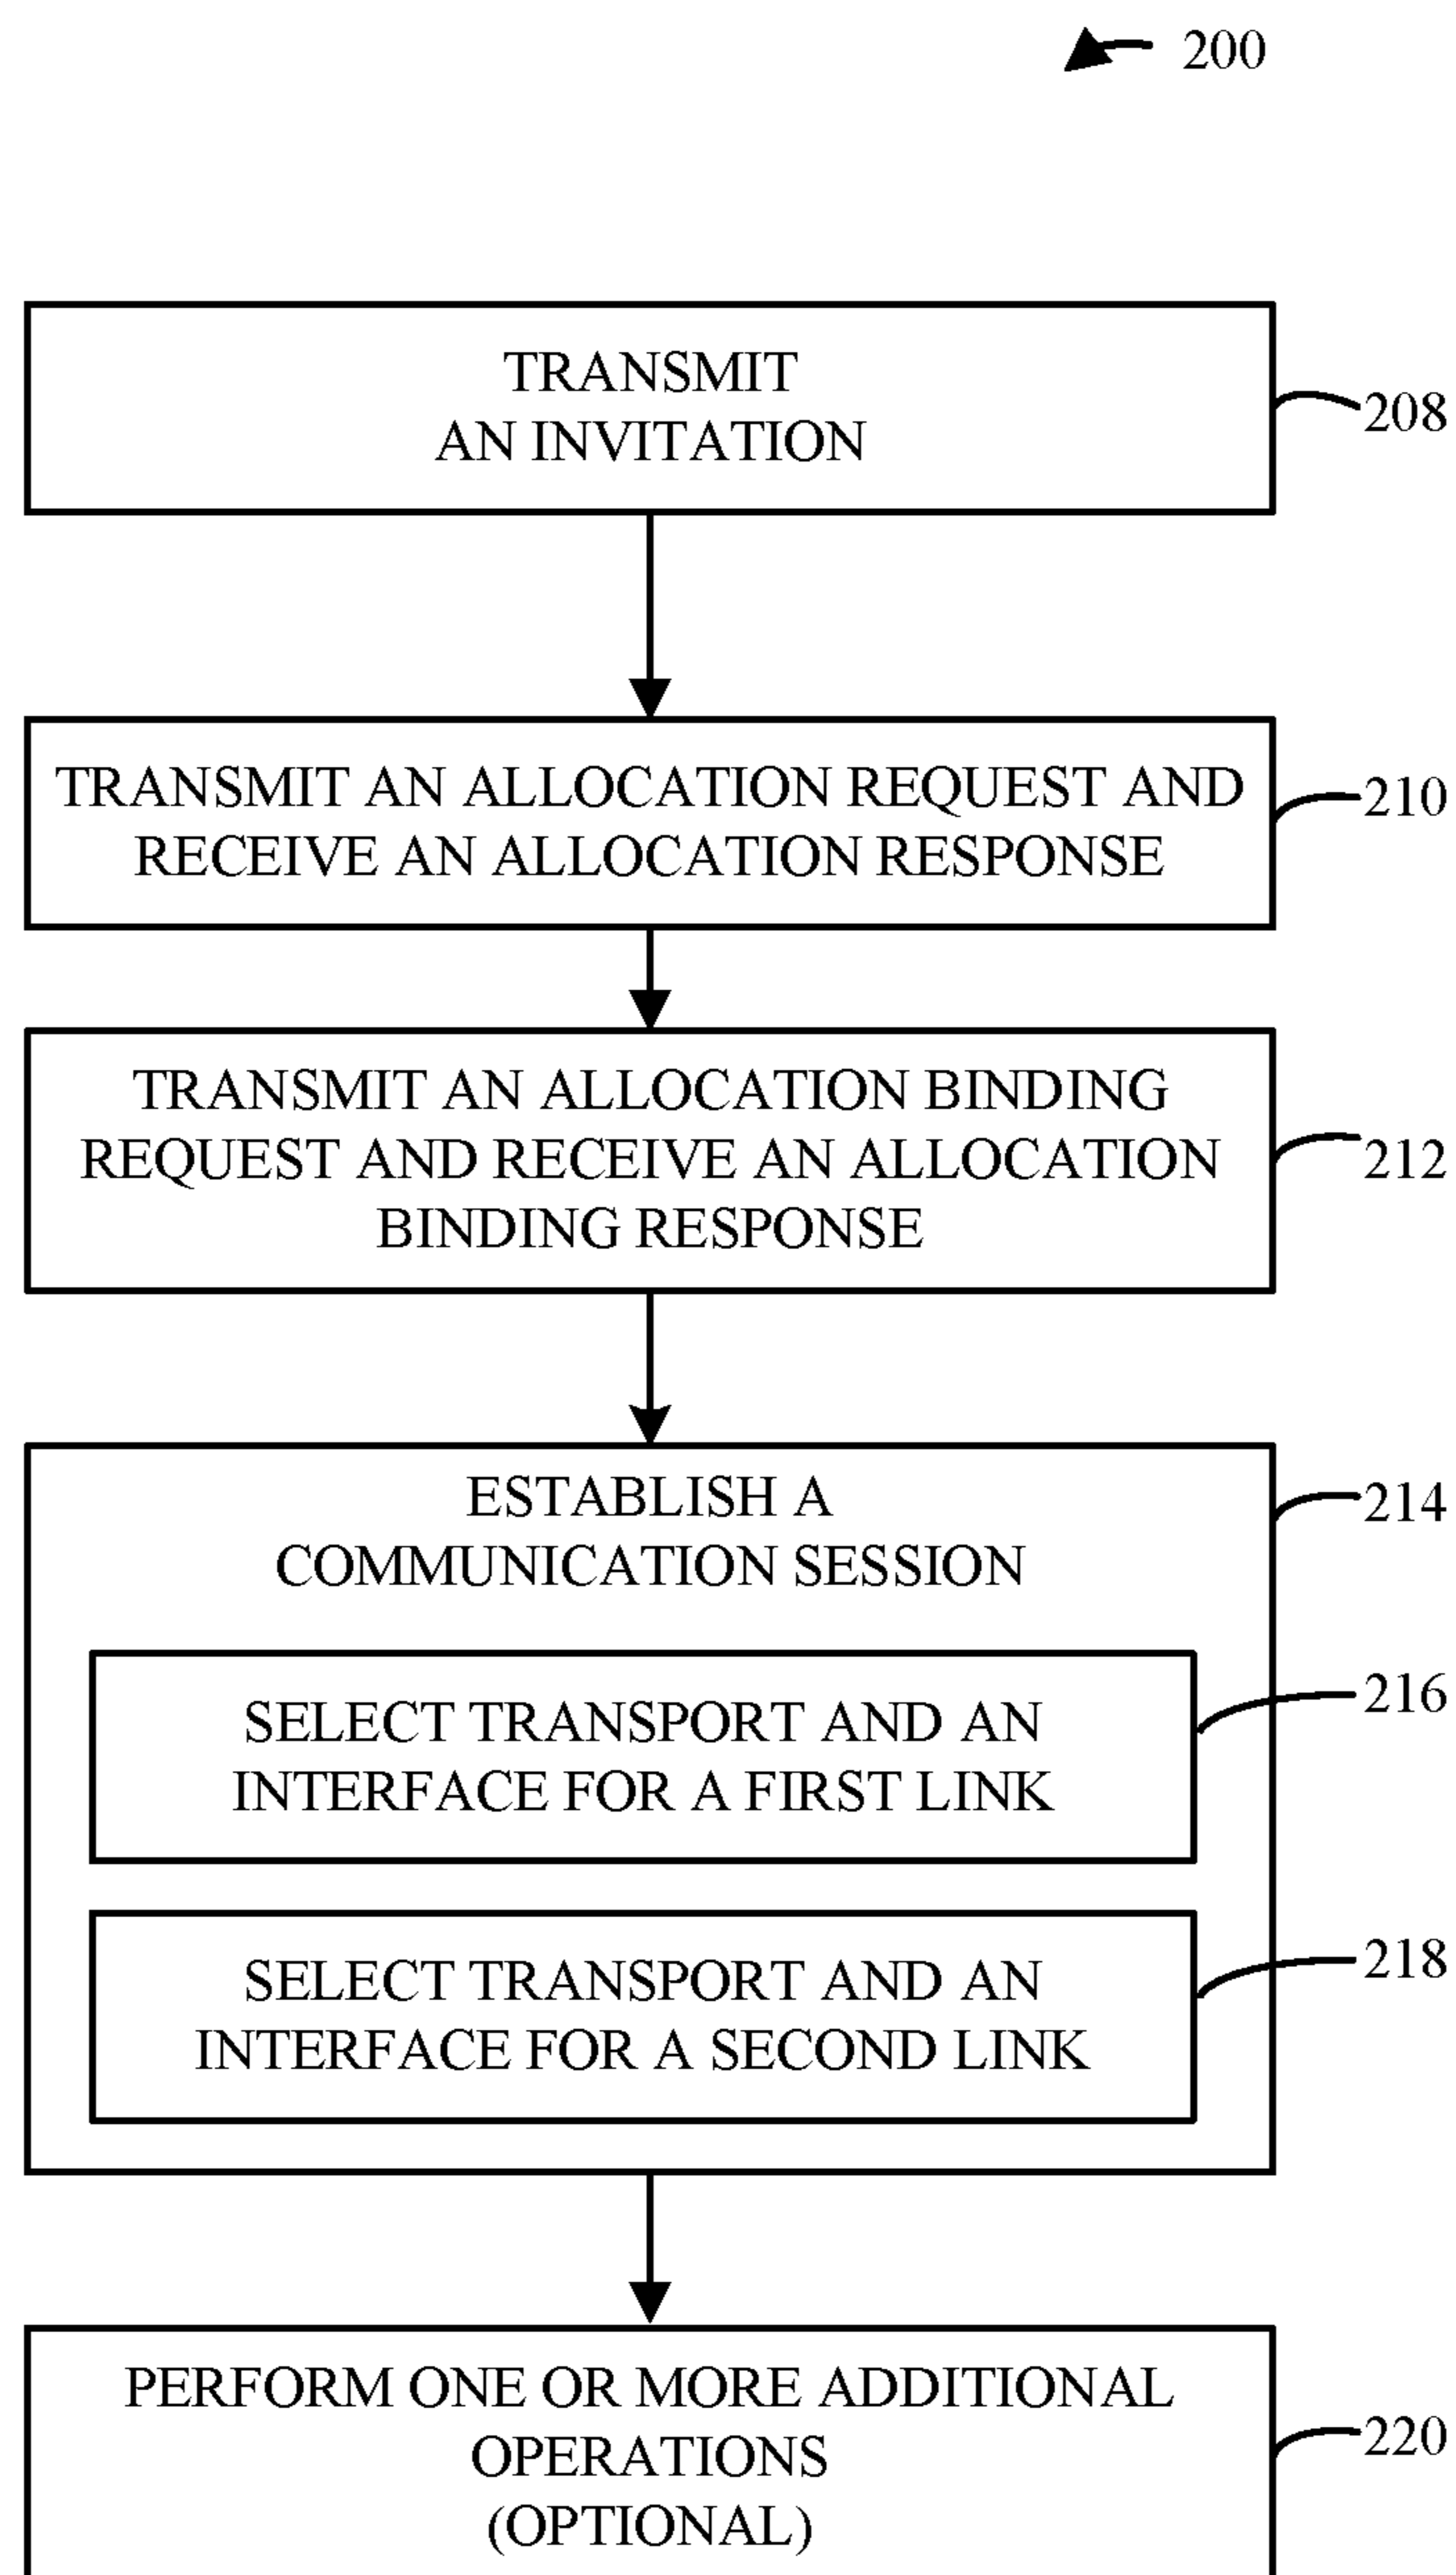 200
TRANSMIT
AN INVITATION
208
TRANSMIT AN ALLOCATION REQUEST AND
RECEIVE AN ALLOCATION RESPONSE
210
TRANSMIT AN ALLOCATION BINDING
REQUEST AND RECEIVE AN ALLOCATION
BINDING RESPONSE
212
ESTABLISH A
COMMUNICATION SESSION
214
SELECT TRANSPORT AND AN
INTERFACE FOR A FIRST LINK
216
SELECT TRANSPORT AND AN
INTERFACE FOR A SECOND LINK
218
PERFORM ONE OR MORE ADDITIONAL
OPERATIONS
(OPTIONAL)
220